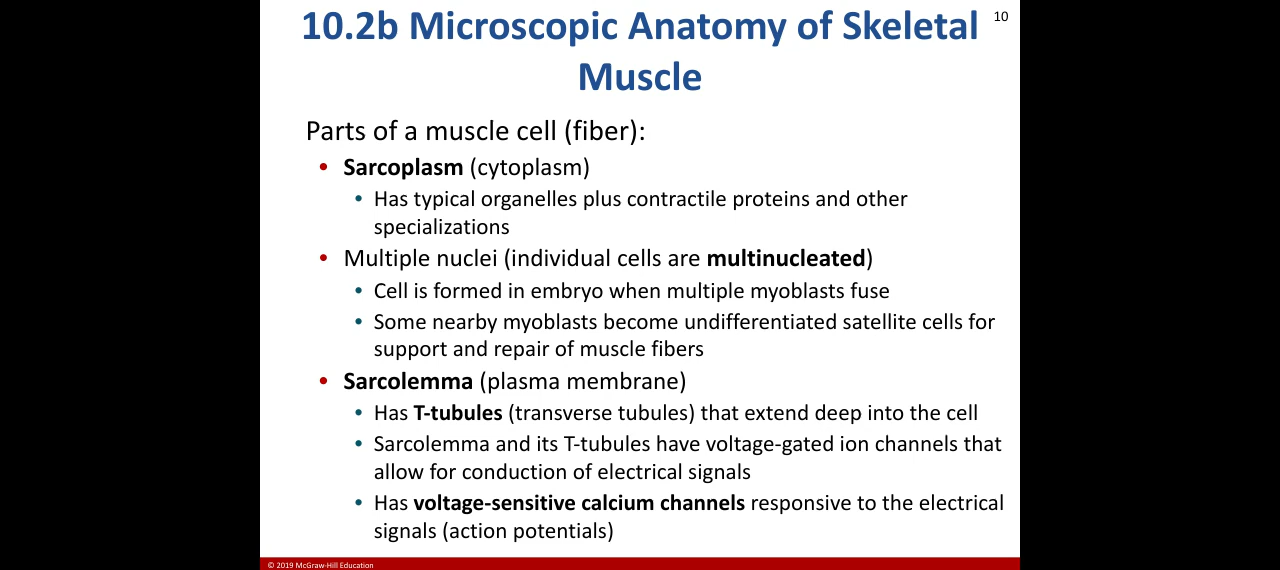 10.2b Microscopic Anatomy of Skeletal
Muscle
10
Parts of a muscle cell (fiber):
• Sarcoplasm (cytoplasm)
• Has typical organelles plus contractile proteins and other
specializations
• Multiple nuclei (individual cells are multinucleated)
• Cell is formed in embryo when multiple myoblasts fuse
• Some nearby myoblasts become undifferentiated satellite cells for
support and repair of muscle fibers
• Sarcolemma (plasma membrane)
• Has T-tubules (transverse tubules) that extend deep into the cell
• Sarcolemma and its T-tubules have voltage-gated ion channels that
allow for conduction of electrical signals
• Has voltage-sensitive calcium channels responsive to the electrical
signals (action potentials)
© 2019 McGraw-Hill Education